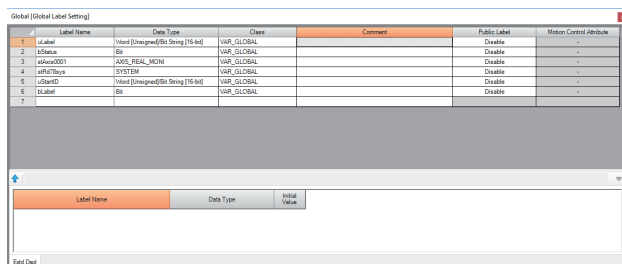 Global [Global Label Setting]
Label Name Data Type Class Comment Public Label Motion Control Attribute
1 uLabel Word [Unsigned]/Bit String [16-bit] VAR_GLOBAL Disable -
2 bStatus Bit VAR_GLOBAL Disable -
3 stAxis0001 AXIS_REAL_MONI VAR_GLOBAL Disable -
4 stRd78sys SYSTEM VAR_GLOBAL Disable -
5 uStartID Word [Unsigned]/Bit String [16-bit] VAR_GLOBAL Disable -
6 bLabel Bit VAR_GLOBAL Disable -
7
Label Name Data Type Initial Value
Extd Dspl